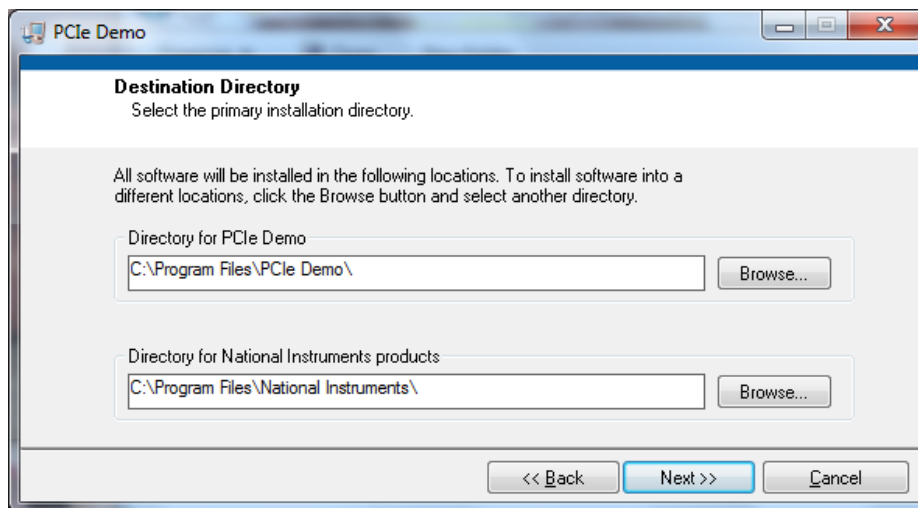 PCIe Demo
Destination Directory
Select the primary installation directory.
All software will be installed in the following locations. To install software into a
different locations, click the Browse button and select another directory.
Directory for PCIe Demo
C:\Program Files\PCIe Demo\
Browse...
Directory for National Instruments products
C:\Program Files\National Instruments\
Browse...
<< Back
Next >>
Cancel